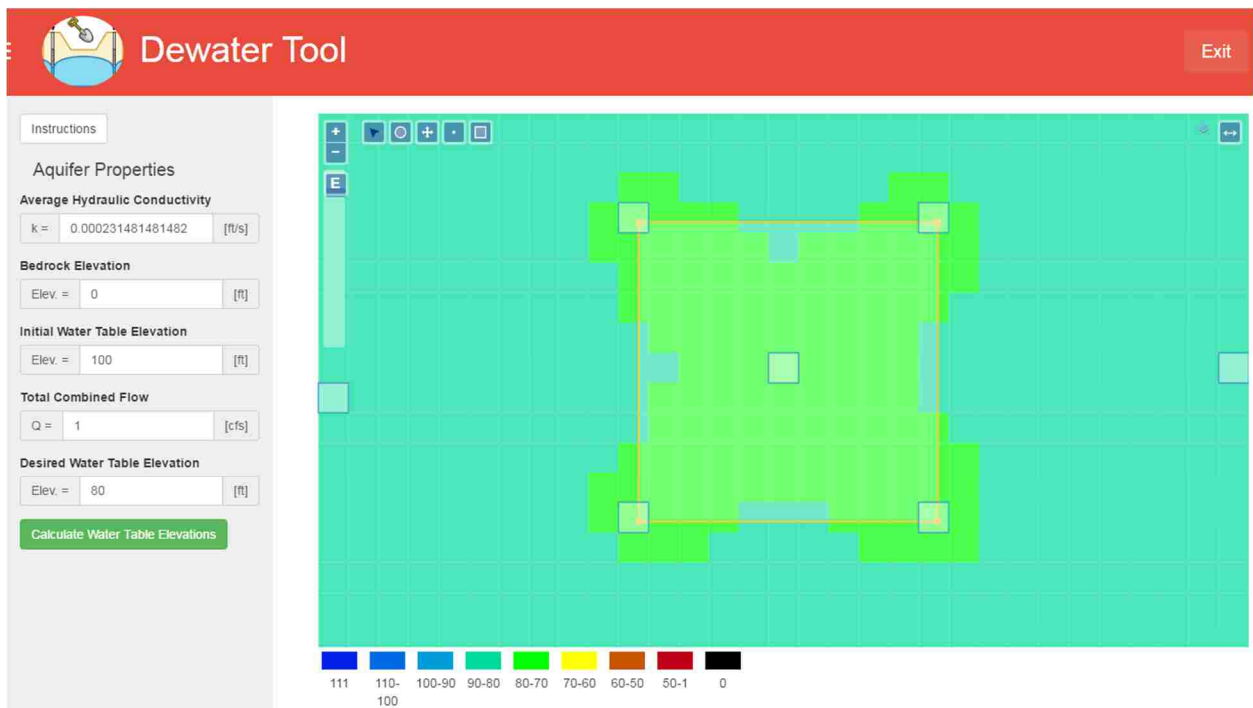 Dewater Tool
Exit
Instructions
Aquifer Properties
Average Hydraulic Conductivity
k = 0.000231481481482 [ft/s]
Bedrock Elevation
Elev. = 0 [ft]
Initial Water Table Elevation
Elev. = 100 [ft]
Total Combined Flow
Q = 1 [cfs]
Desired Water Table Elevation
Elev. = 80 [ft]
Calculate Water Table Elevations
+
−
E
111 110-100 100-90 90-80 80-70 70-60 60-50 50-1 0